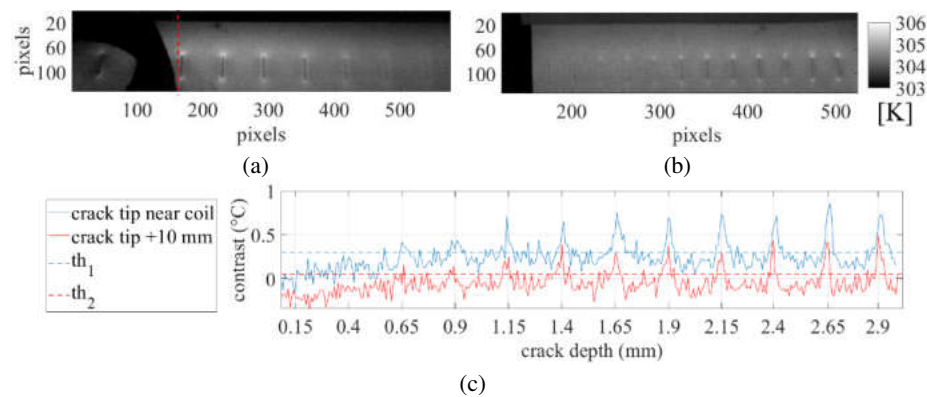 20
60
100
pixels
100
200
300
400
500
pixels
(a)
20
60
100
200
300
400
500
pixels
(b)
306
305
304
303
[K]
crack tip near coil
crack tip +10 mm
th1
th2
contrast (°C)
1
0.5
0
0.15 0.4 0.65 0.9 1.15 1.4 1.65 1.9 2.15 2.4 2.65 2.9
crack depth (mm)
(c)